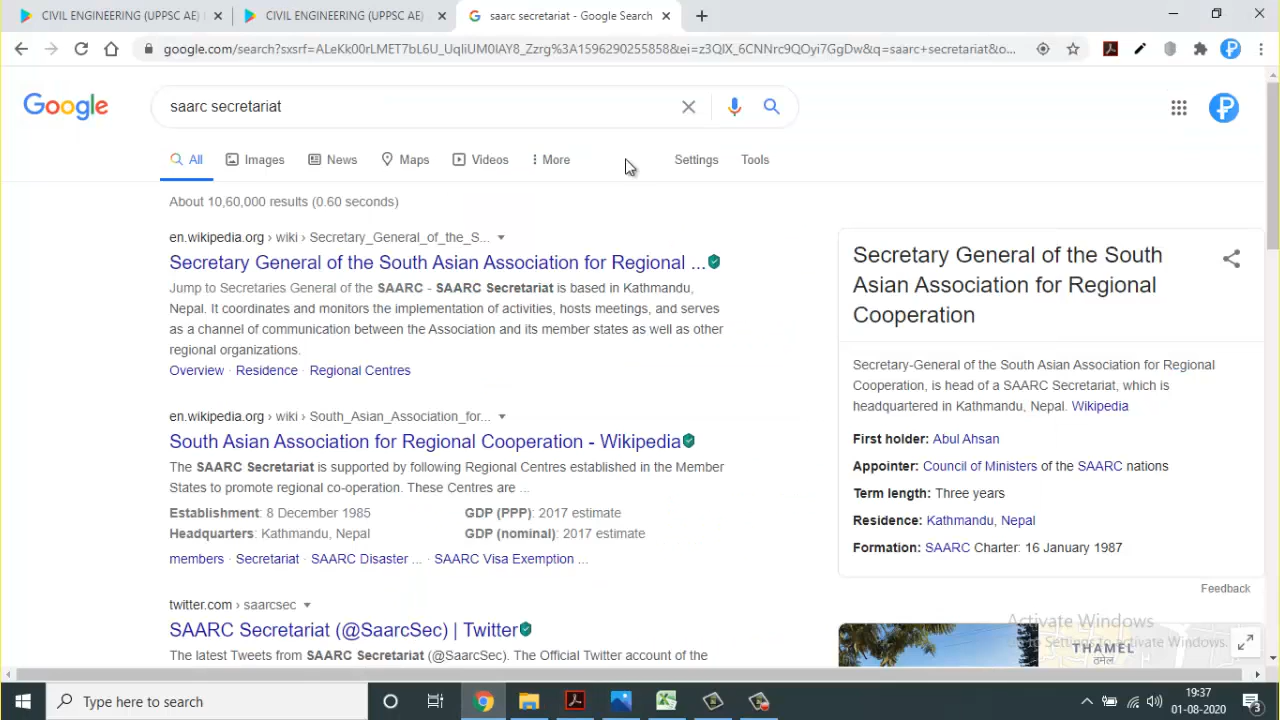 CIVIL ENGINEERING (UPPSC AE)
CIVIL ENGINEERING (UPPSC AE)
saarc secretariat - Google Search
google.com/search?sxsrf=ALeKk00rLMET7bL6U_UqIiUM0lAY8_Zzrg%3A1596290255858&ei=z3QlX_6CNNrc9QOyi7GgDw&q=saarc+secretariat&o...
Google
saarc secretariat
All
Images
News
Maps
Videos
More
Settings
Tools
About 10,60,000 results (0.60 seconds)
en.wikipedia.org › wiki › Secretary_General_of_the_S...
Secretary General of the South Asian Association for Regional ...
Jump to Secretaries General of the SAARC - SAARC Secretariat is based in Kathmandu,
Nepal. It coordinates and monitors the implementation of activities, hosts meetings, and serves
as a channel of communication between the Association and its member states as well as other
regional organizations.
Overview · Residence · Regional Centres
en.wikipedia.org › wiki › South_Asian_Association_for...
South Asian Association for Regional Cooperation - Wikipedia
The SAARC Secretariat is supported by following Regional Centres established in the Member
States to promote regional co-operation. These Centres are ...
Establishment: 8 December 1985
GDP (PPP): 2017 estimate
Headquarters: Kathmandu, Nepal
GDP (nominal): 2017 estimate
members · Secretariat · SAARC Disaster ... · SAARC Visa Exemption ...
twitter.com › saarcsec
SAARC Secretariat (@SaarcSec) | Twitter
The latest Tweets from SAARC Secretariat (@SaarcSec). The Official Twitter account of the
Secretary General of the South
Asian Association for Regional
Cooperation
Secretary-General of the South Asian Association for Regional
Cooperation, is head of a SAARC Secretariat, which is
headquartered in Kathmandu, Nepal. Wikipedia
First holder: Abul Ahsan
Appointer: Council of Ministers of the SAARC nations
Term length: Three years
Residence: Kathmandu, Nepal
Formation: SAARC Charter: 16 January 1987
Feedback
Activate Windows
Go to Settings to activate Windows.
THAMEL
ठमेल
Type here to search
19:37
01-08-2020
3